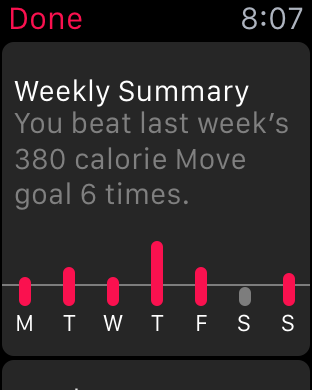 Done 8:07
Weekly Summary
You beat last week’s
380 calorie Move
goal 6 times.
M T W T F S S